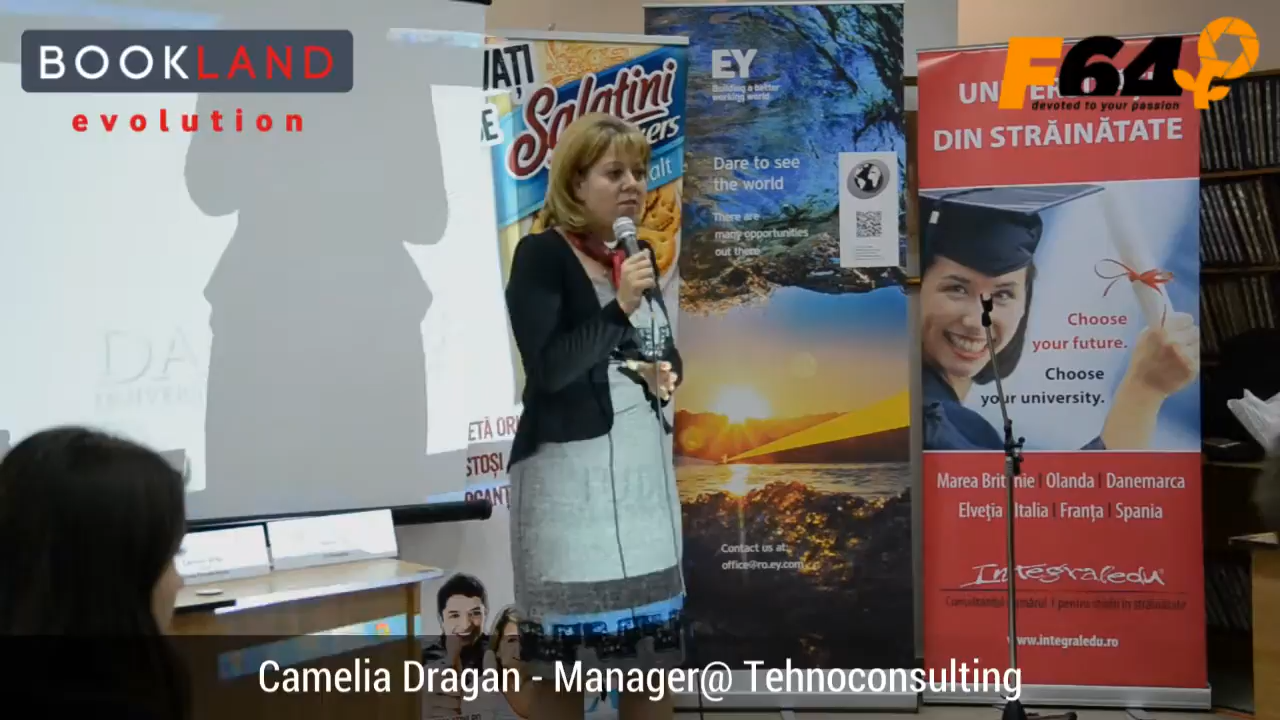 BOOKLAND
evolution
F64
devoted to your passion
Salatini
EY
Building a better
working world
Dare to see
the world
There are
many opportunities
out there
Contact us at:
office@ro.ey.com
DIN STRĂINĂTATE
Choose
your future.
Choose
your university.
Marea Britanie | Olanda | Danemarca
Elveția | Italia | Franța | Spania
Integraledu
www.integraledu.ro
Camelia Dragan - Manager@ Tehnoconsulting